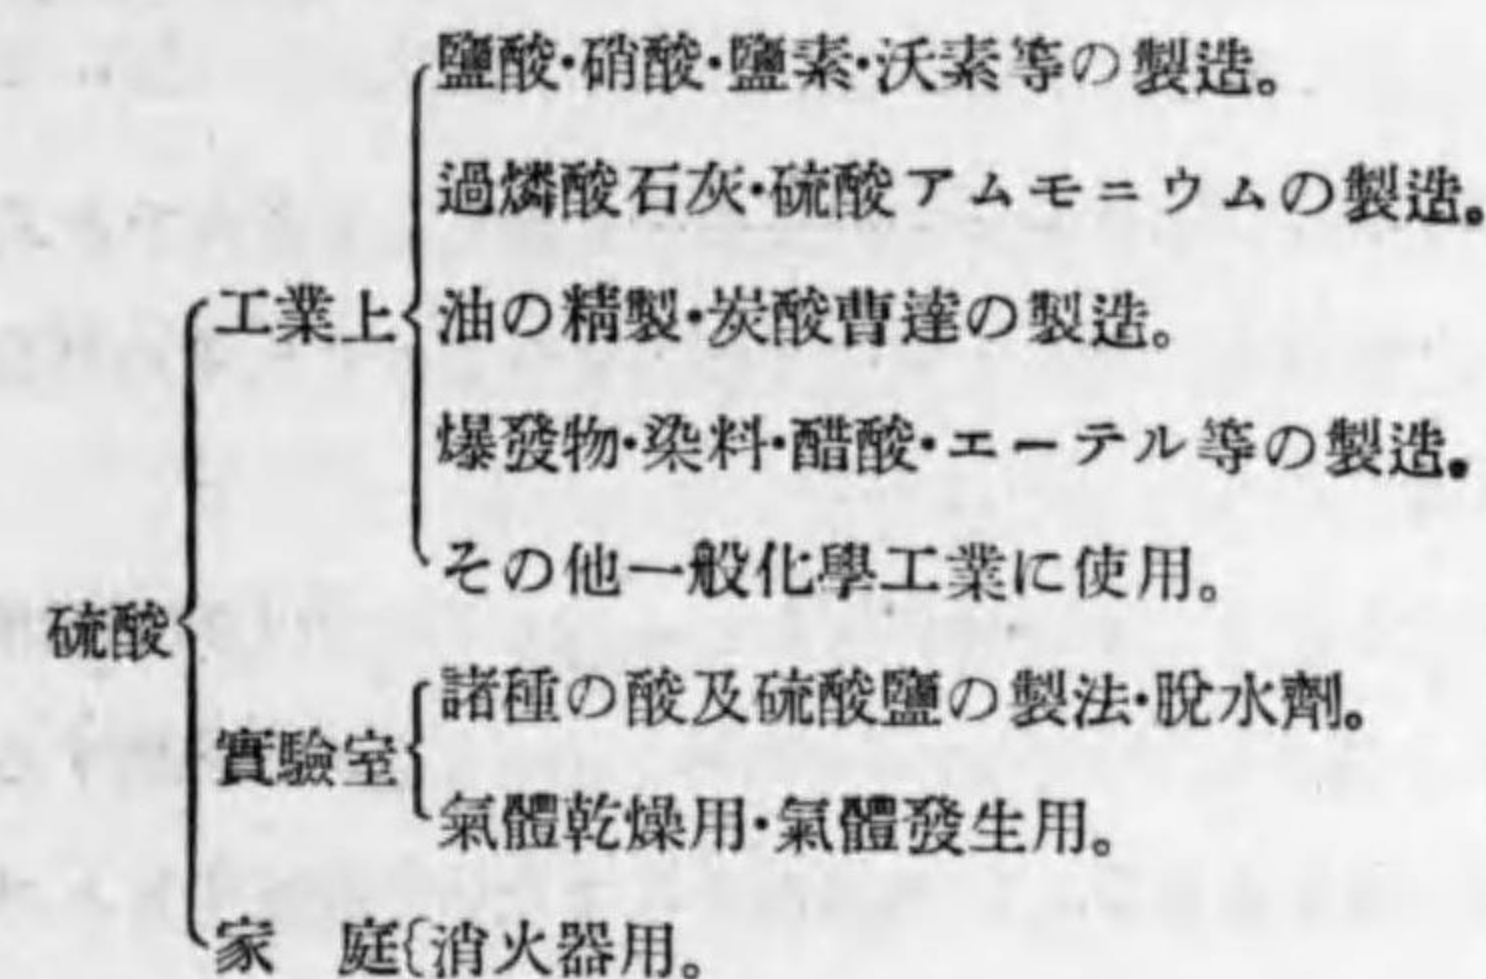 硫酸
工業上
鹽酸・硝酸・鹽素・沃素等の製造。
過燐酸石灰・硫酸アムモニウムの製造。
油の精製・炭酸曹達の製造。
爆發物・染料・醋酸・エーテル等の製造。
その他一般化學工業に使用。
實驗室
諸種の酸及硫酸鹽の製法・脫水劑。
氣體乾燥用・氣體發生用。
家　庭
消火器用。